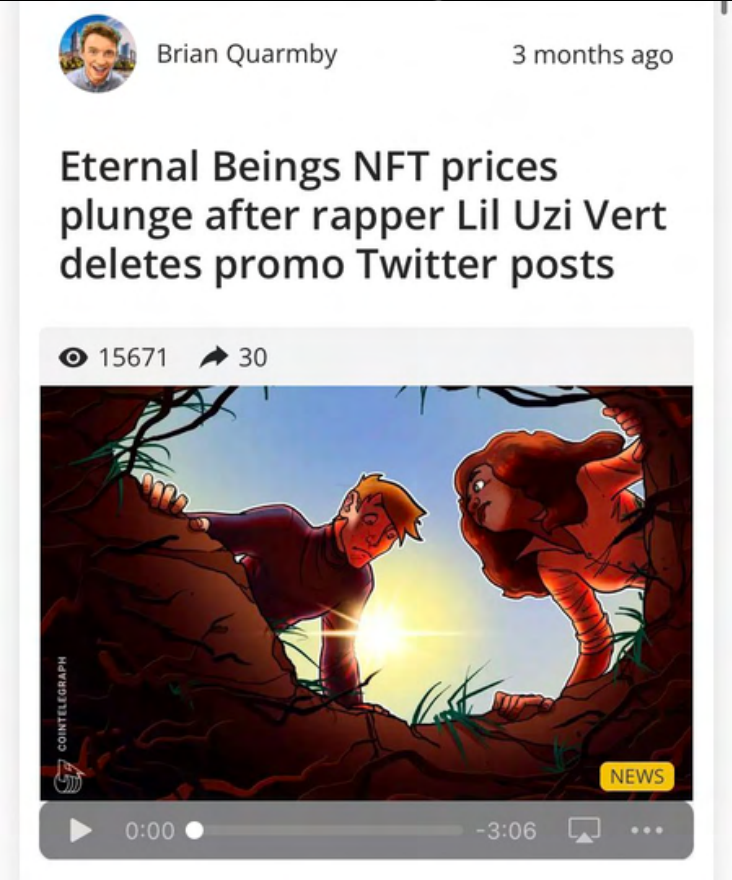 Brian Quarmby
3 months ago
Eternal Beings NFT prices
plunge after rapper Lil Uzi Vert
deletes promo Twitter posts
15671
30
COINTELEGRAPH
NEWS
0:00
-3:06